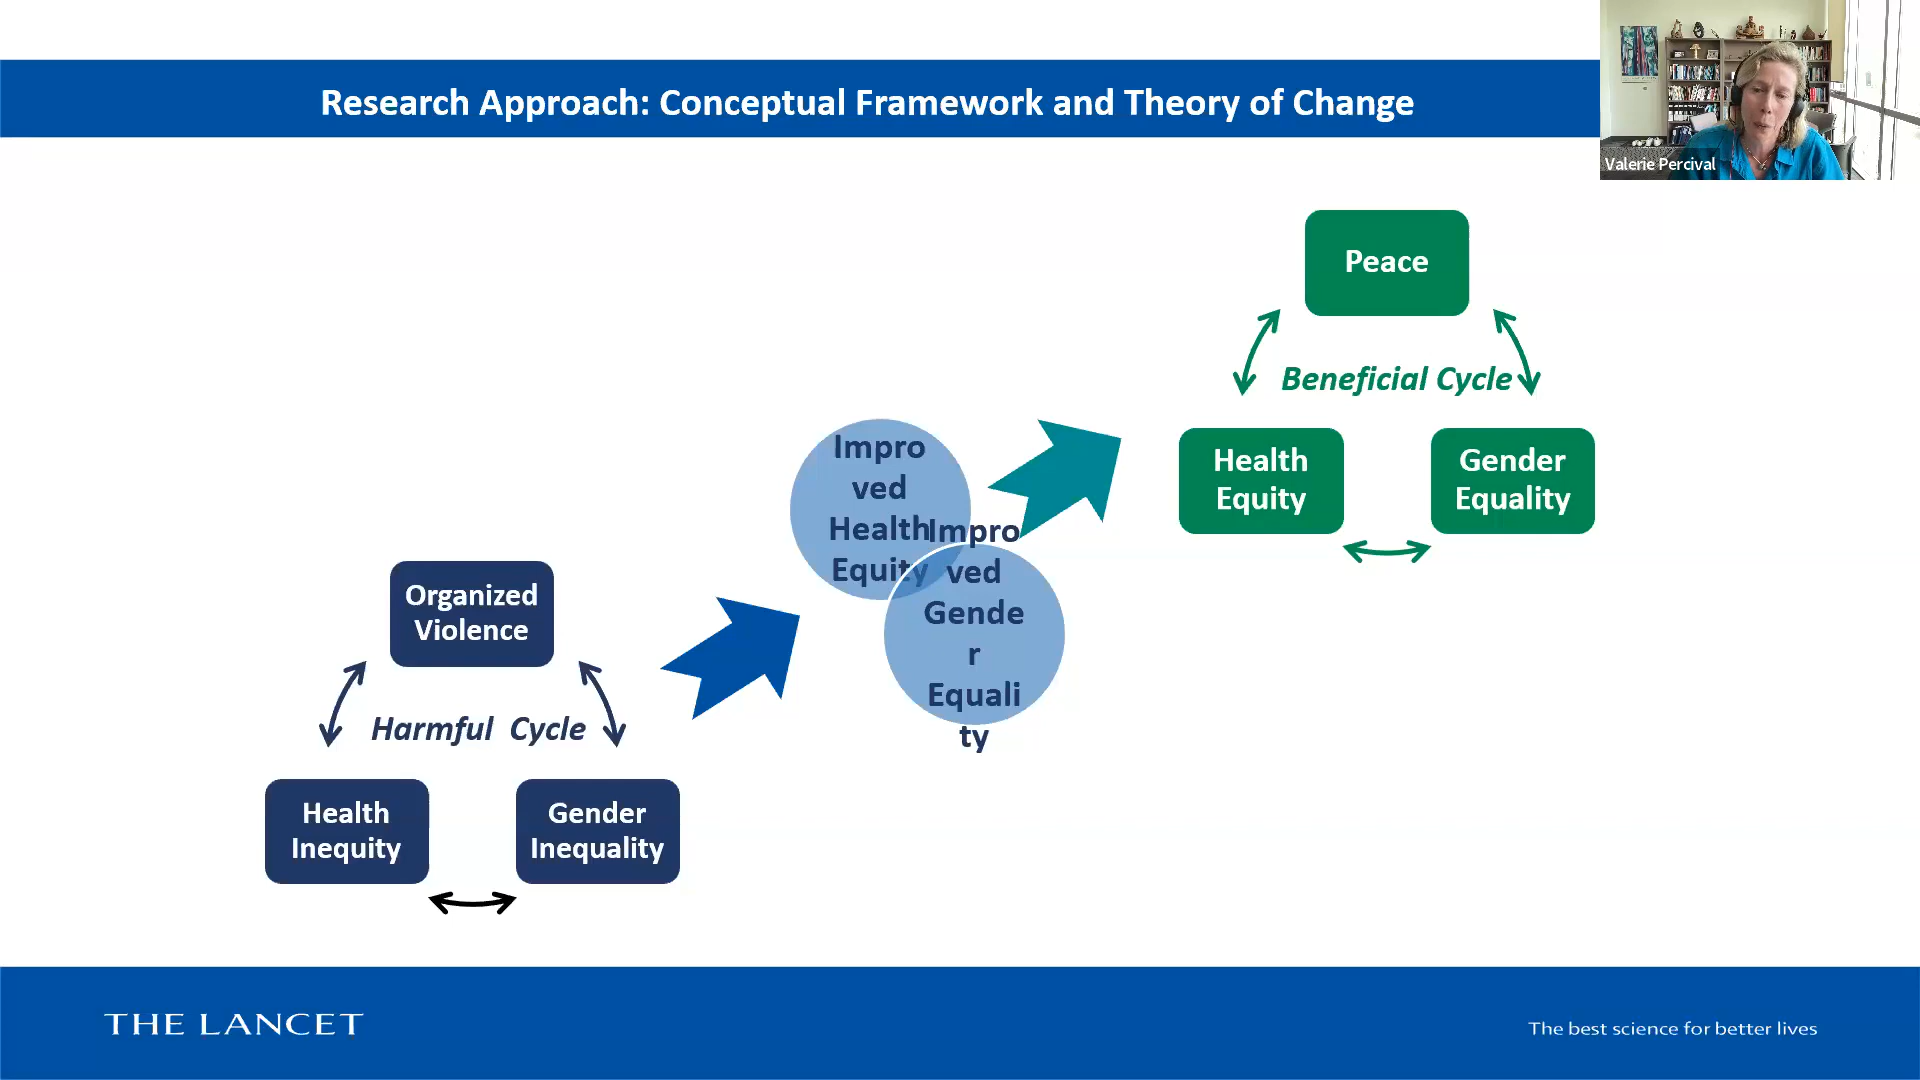 Research Approach: Conceptual Framework and Theory of Change
Valerie Percival
Peace
Beneficial Cycle
Health
Equity
Gender
Equality
Impro
ved
Health
Equity
Impro
ved
Gende
r
Equali
ty
Organized
Violence
Harmful Cycle
Health
Inequity
Gender
Inequality
THE LANCET
The best science for better lives